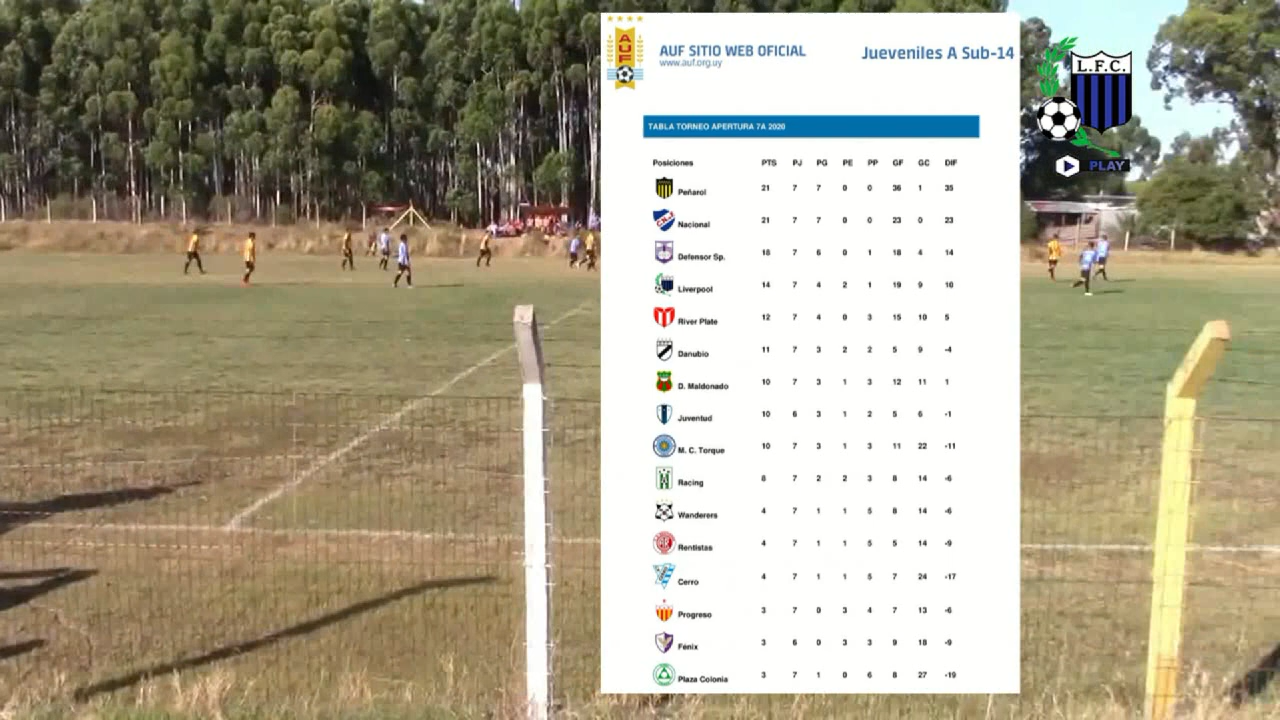 AUF
AUF SITIO WEB OFICIAL
www.auf.org.uy
Jueveniles A Sub-14
L.F.C.
PLAY
TABLA TORNEO APERTURA 7A 2020
Posiciones PTS PJ PG PE PP GF GC DIF
Peñarol 21 7 7 0 0 36 1 35
Nacional 21 7 7 0 0 23 0 23
Defensor Sp. 18 7 6 0 1 18 4 14
Liverpool 14 7 4 2 1 19 9 10
River Plate 12 7 4 0 3 15 10 5
Danubio 11 7 3 2 2 5 9 -4
D. Maldonado 10 7 3 1 3 12 11 1
Juventud 10 6 3 1 2 5 6 -1
M. C. Torque 10 7 3 1 3 11 22 -11
Racing 8 7 2 2 3 8 14 -6
Wanderers 4 7 1 1 5 8 14 -6
Rentistas 4 7 1 1 5 5 14 -9
Cerro 4 7 1 1 5 7 24 -17
Progreso 3 7 0 3 4 7 13 -6
Fénix 3 6 0 3 3 9 18 -9
Plaza Colonia 3 7 1 0 6 8 27 -19